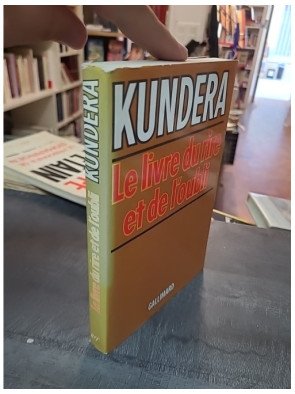 KUNDERA
Le livre du rire
et de l'oubli
GALLIMARD
KUNDERA
Le livre du rire et de l'oubli